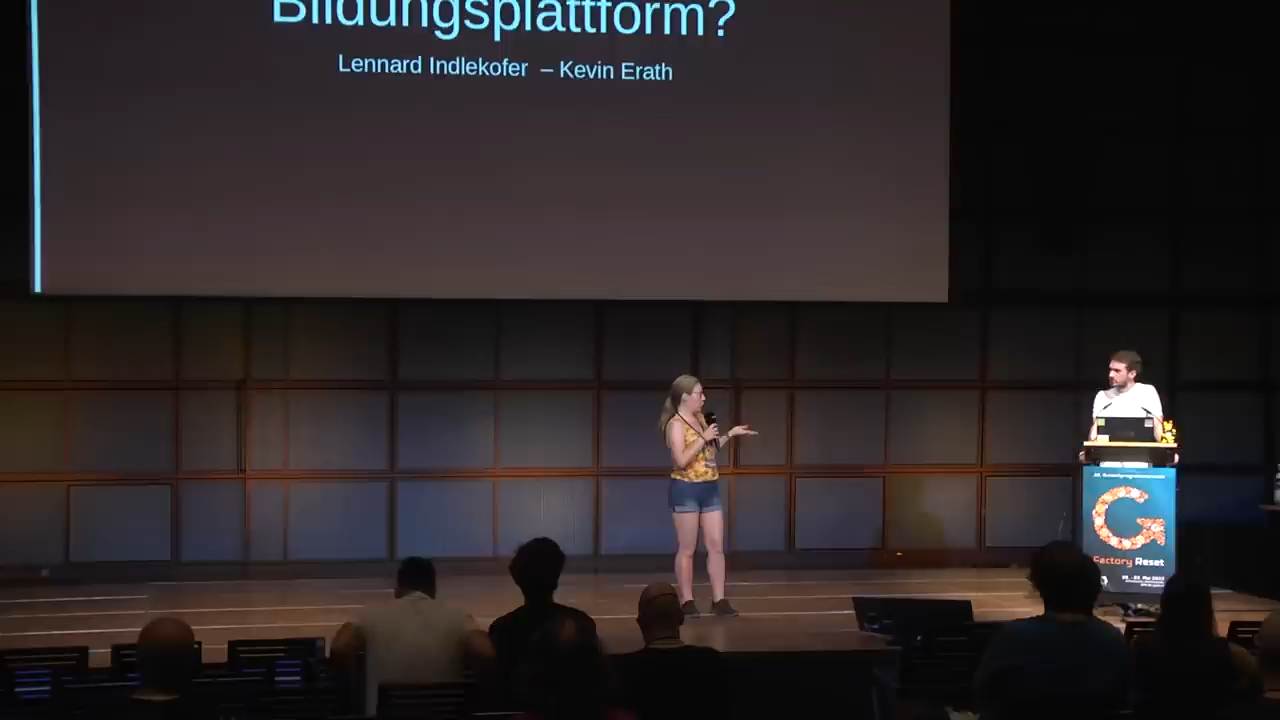 Bildungsplattform?
Lennard Indlekofer – Kevin Erath
Factory Reset